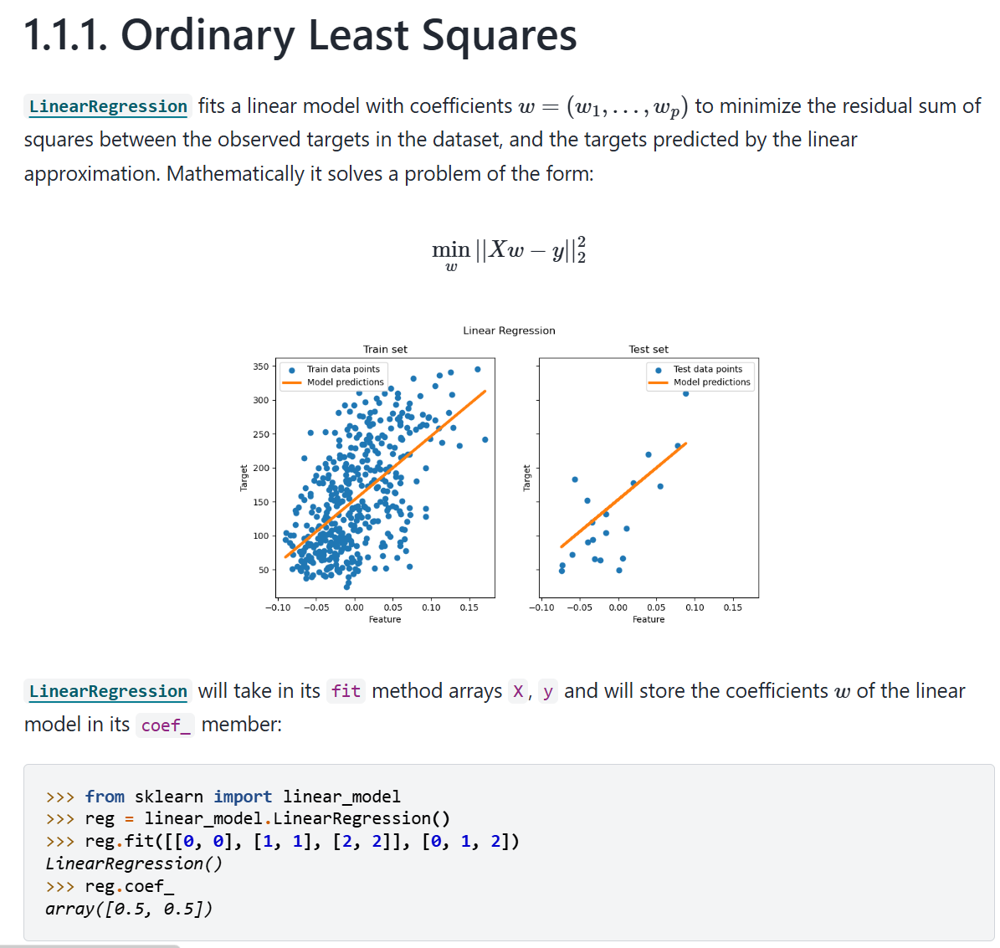 1.1.1. Ordinary Least Squares
LinearRegression fits a linear model with coefficients w = (w₁, . . . , wₚ) to minimize the residual sum of
squares between the observed targets in the dataset, and the targets predicted by the linear
approximation. Mathematically it solves a problem of the form:
min ||Xw − y||₂²
w
Linear Regression
Train set
Train data points
Model predictions
350
300
250
200
150
100
50
Target
−0.10 −0.05 0.00 0.05 0.10 0.15
Feature
Test set
Test data points
Model predictions
Target
−0.10 −0.05 0.00 0.05 0.10 0.15
Feature
LinearRegression will take in its fit method arrays X, y and will store the coefficients w of the linear
model in its coef_ member:
>>> from sklearn import linear_model
>>> reg = linear_model.LinearRegression()
>>> reg.fit([[0, 0], [1, 1], [2, 2]], [0, 1, 2])
LinearRegression()
>>> reg.coef_
array([0.5, 0.5])